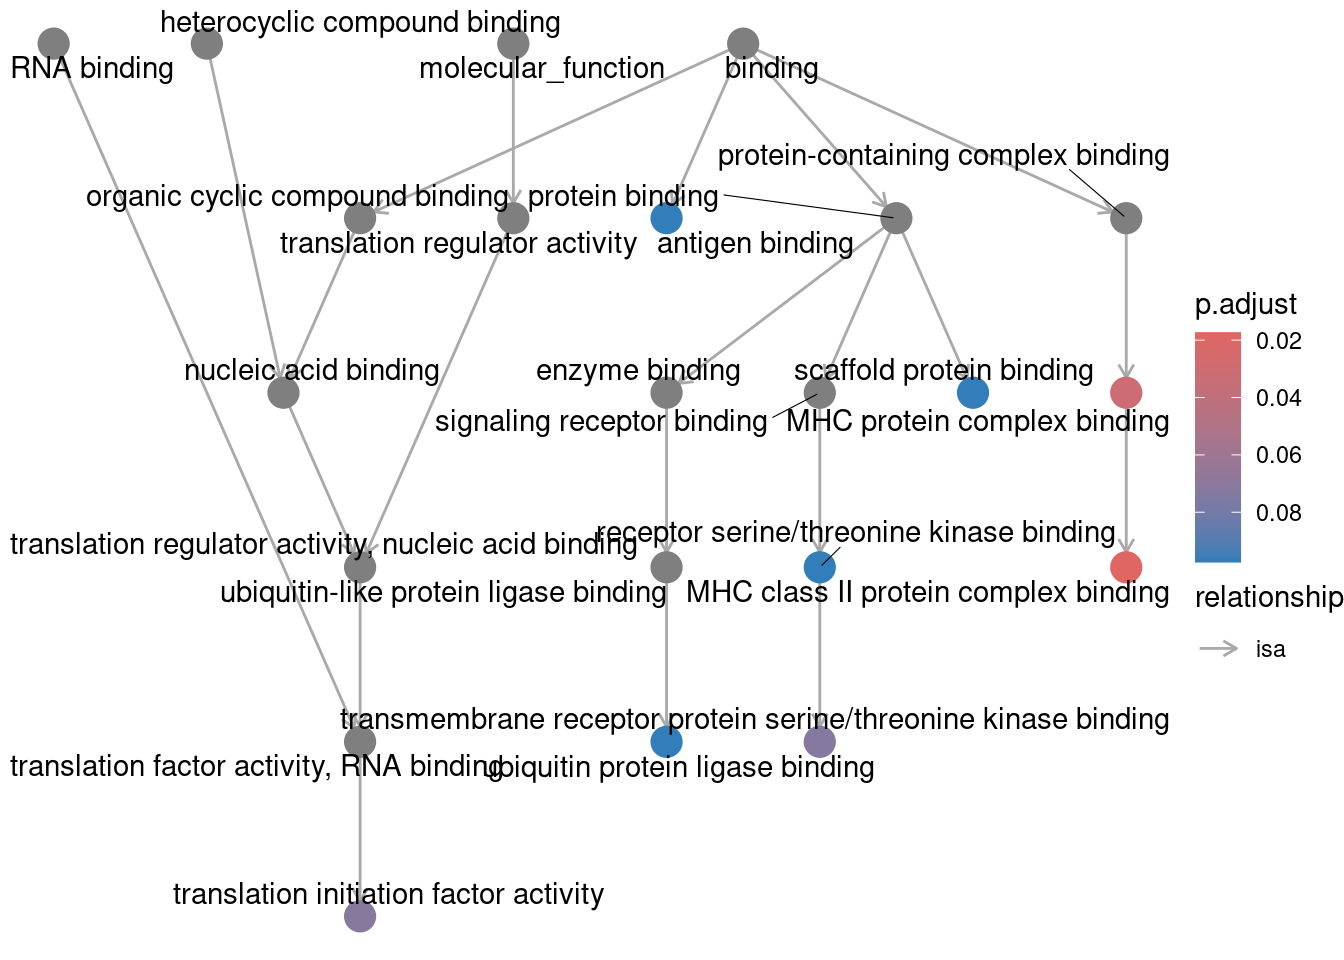 heterocyclic compound binding
RNA binding
molecular_function
binding
protein-containing complex binding
organic cyclic compound binding
protein binding
translation regulator activity
antigen binding
nucleic acid binding
enzyme binding
scaffold protein binding
signaling receptor binding
MHC protein complex binding
receptor serine/threonine kinase binding
translation regulator activity, nucleic acid binding
ubiquitin-like protein ligase binding
MHC class II protein complex binding
transmembrane receptor protein serine/threonine kinase binding
translation factor activity, RNA binding
ubiquitin protein ligase binding
translation initiation factor activity
p.adjust
0.02
0.04
0.06
0.08
relationship
isa